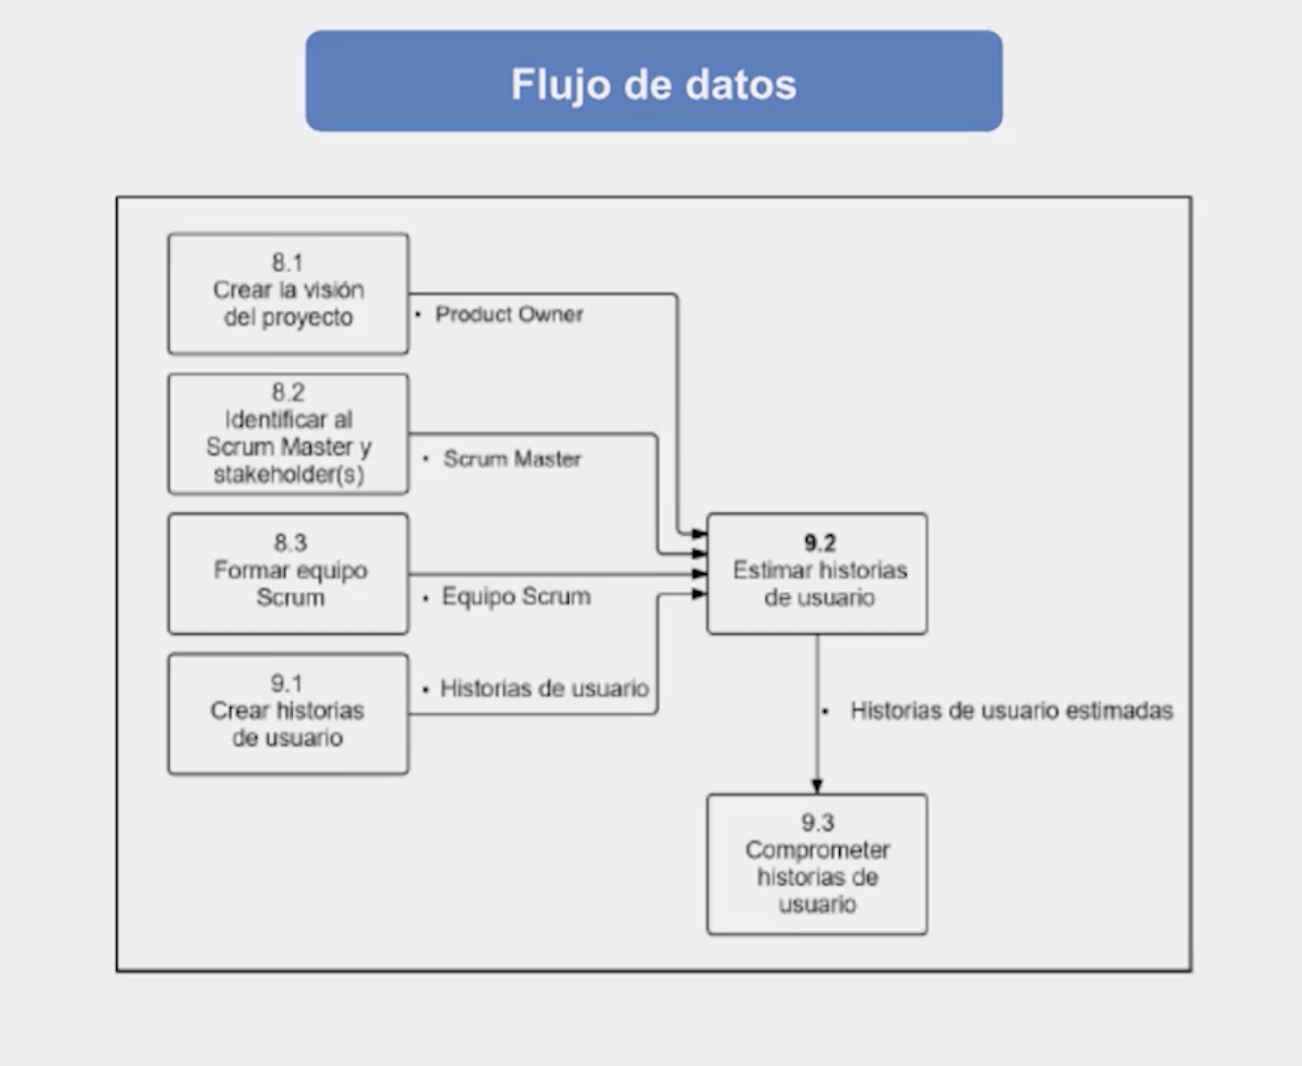 Flujo de datos
8.1
Crear la visión
del proyecto
• Product Owner
8.2
Identificar al
Scrum Master y
stakeholder(s)
• Scrum Master
8.3
Formar equipo
Scrum
• Equipo Scrum
9.1
Crear historias
de usuario
• Historias de usuario
9.2
Estimar historias
de usuario
• Historias de usuario estimadas
9.3
Comprometer
historias de
usuario